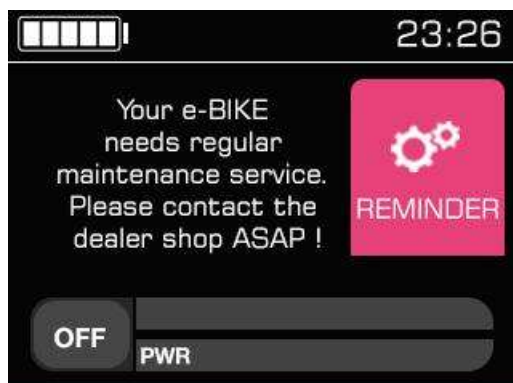 23:26
Your e-BIKE
needs regular
maintenance service.
Please contact the
dealer shop ASAP !
REMINDER
OFF
PWR